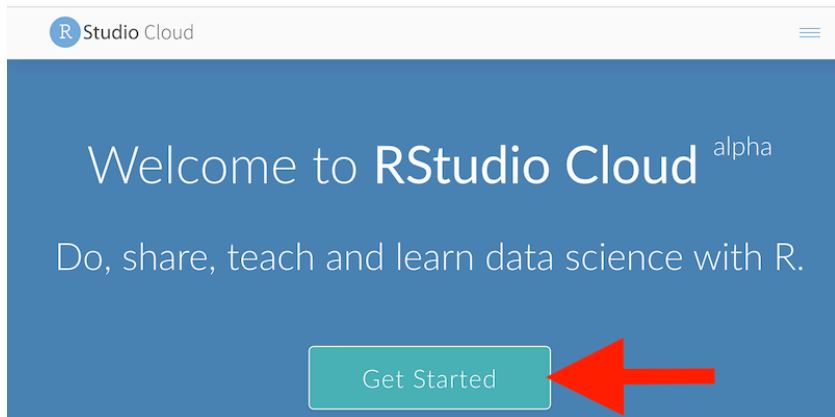 R Studio Cloud
Welcome to RStudio Cloud alpha
Do, share, teach and learn data science with R.
Get Started